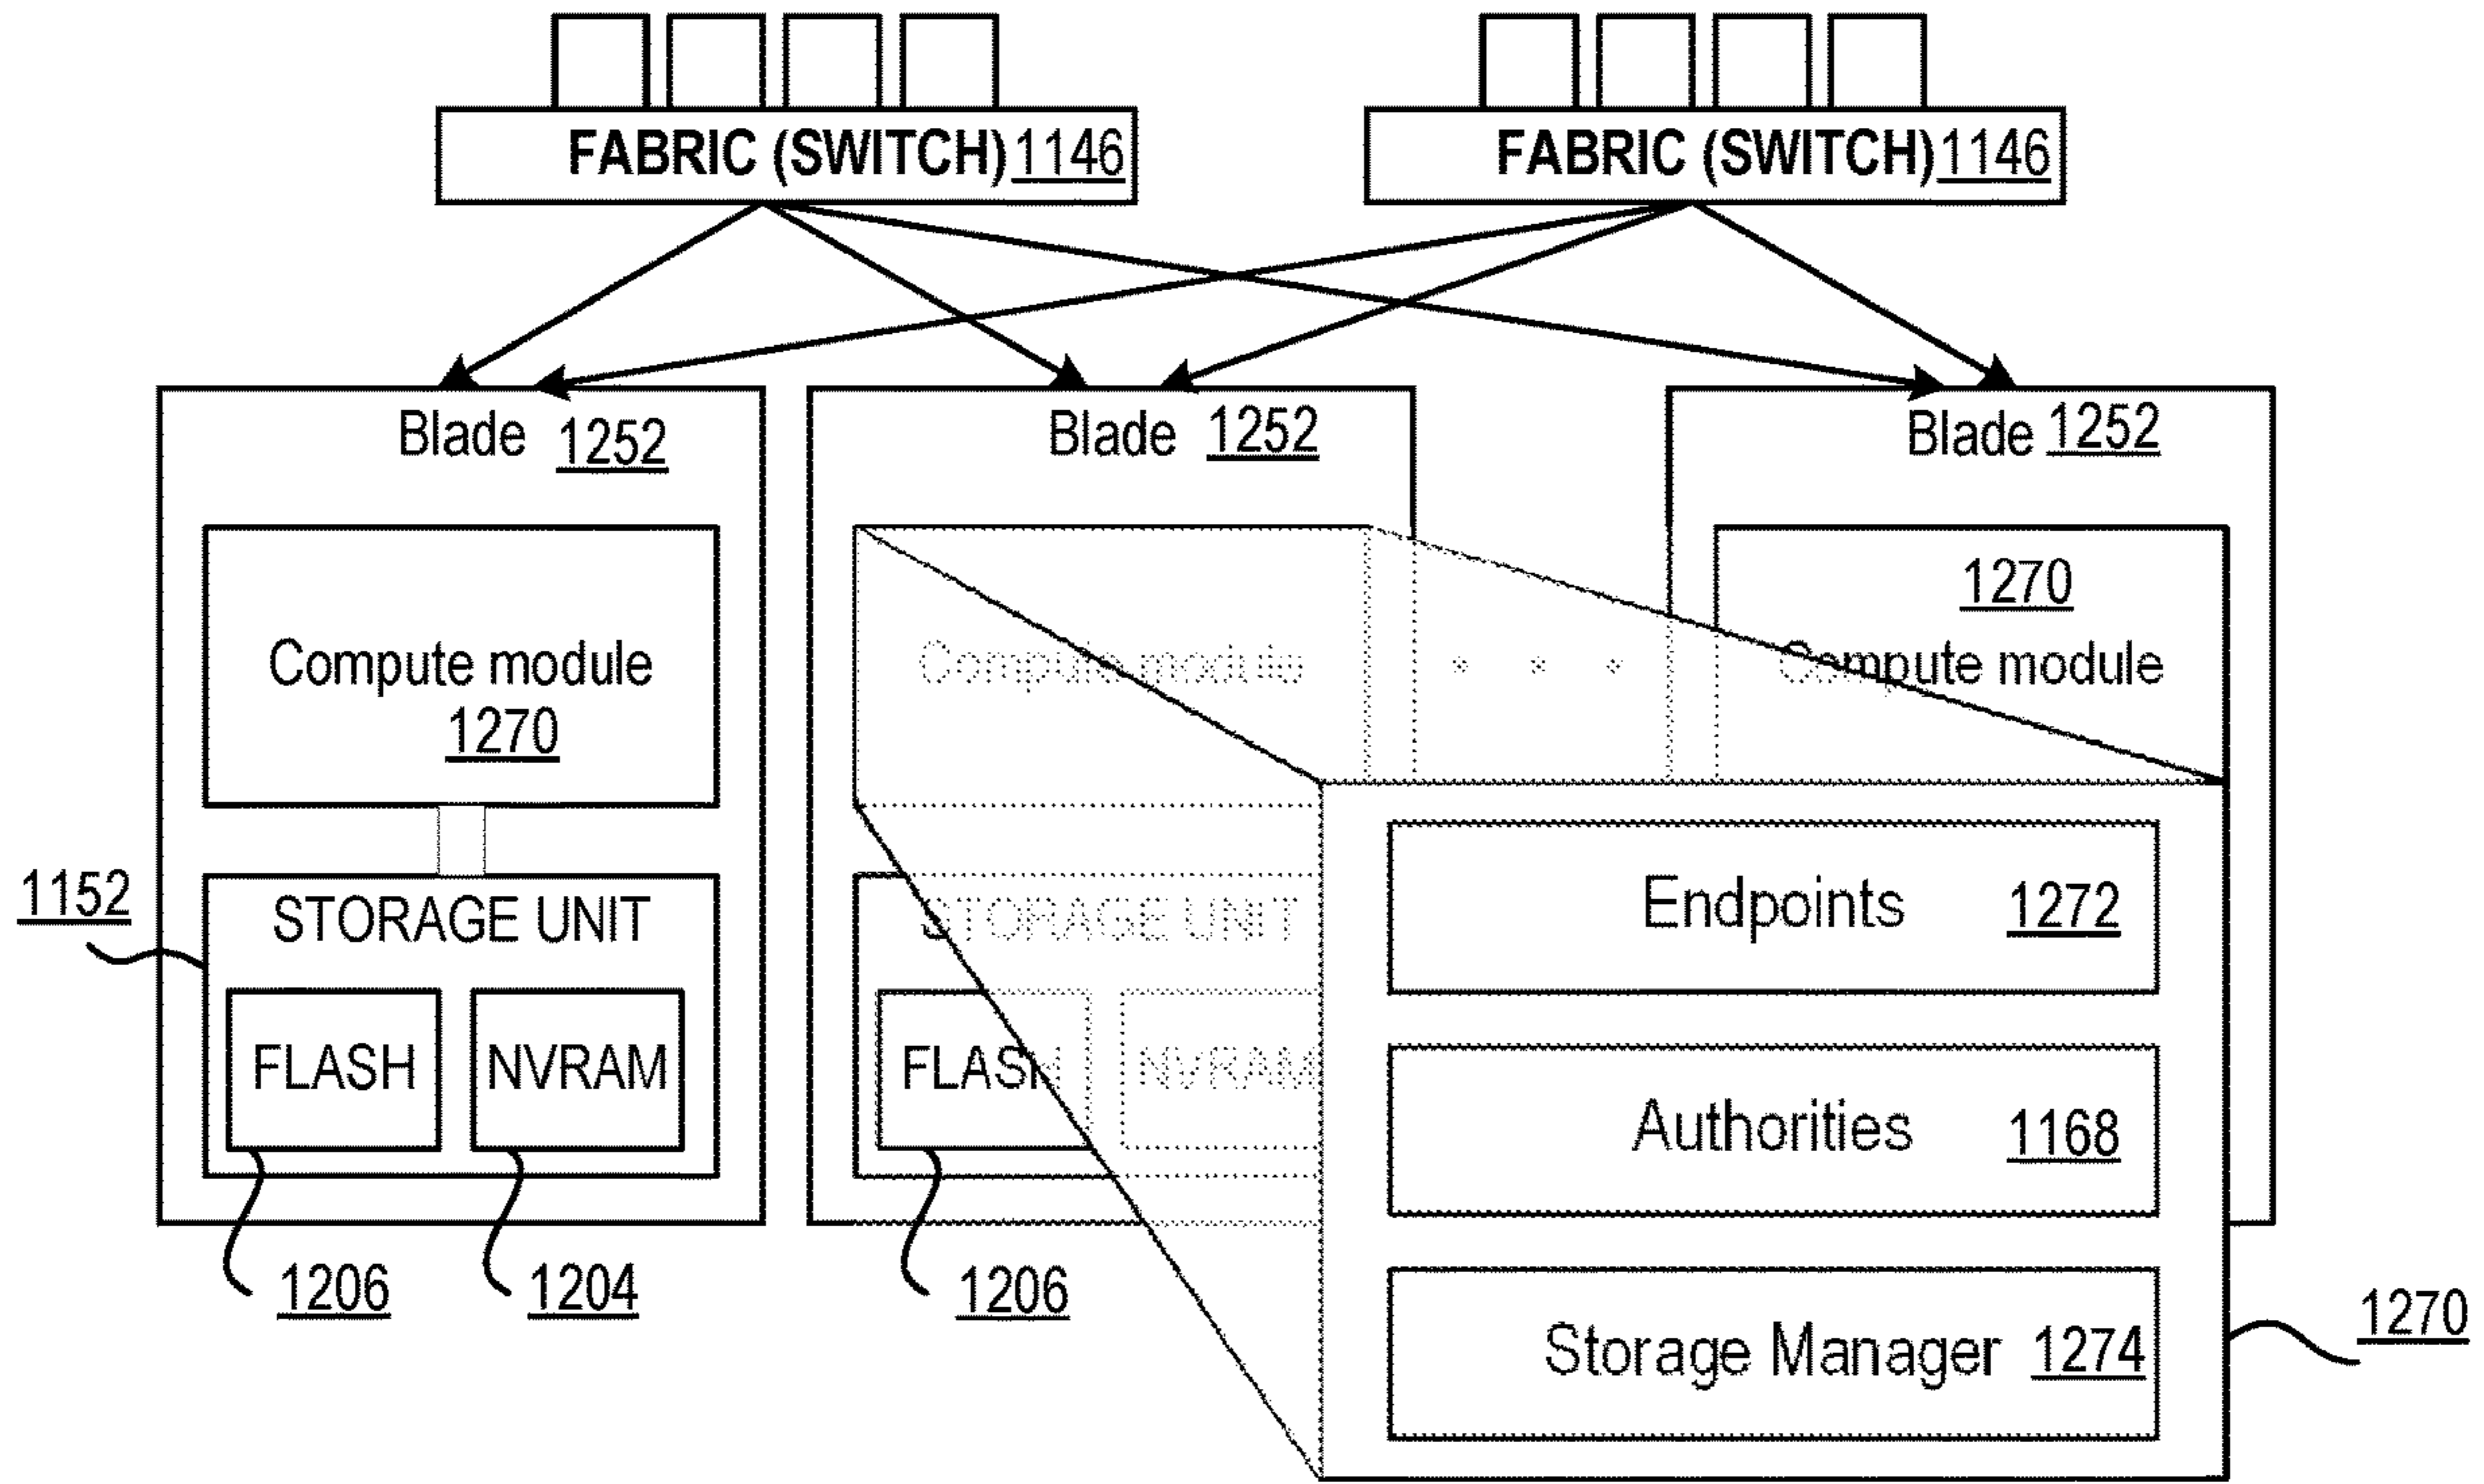 FABRIC (SWITCH) 1146
FABRIC (SWITCH) 1146
Blade 1252
Blade 1252
Blade 1252
Compute module
1270
Compute module
1270
Compute module
1152
STORAGE UNIT
FLASH
NVRAM
1206
1204
STORAGE UNIT
FLASH
NVRAM
1206
Endpoints 1272
Authorities 1168
Storage Manager 1274
1270